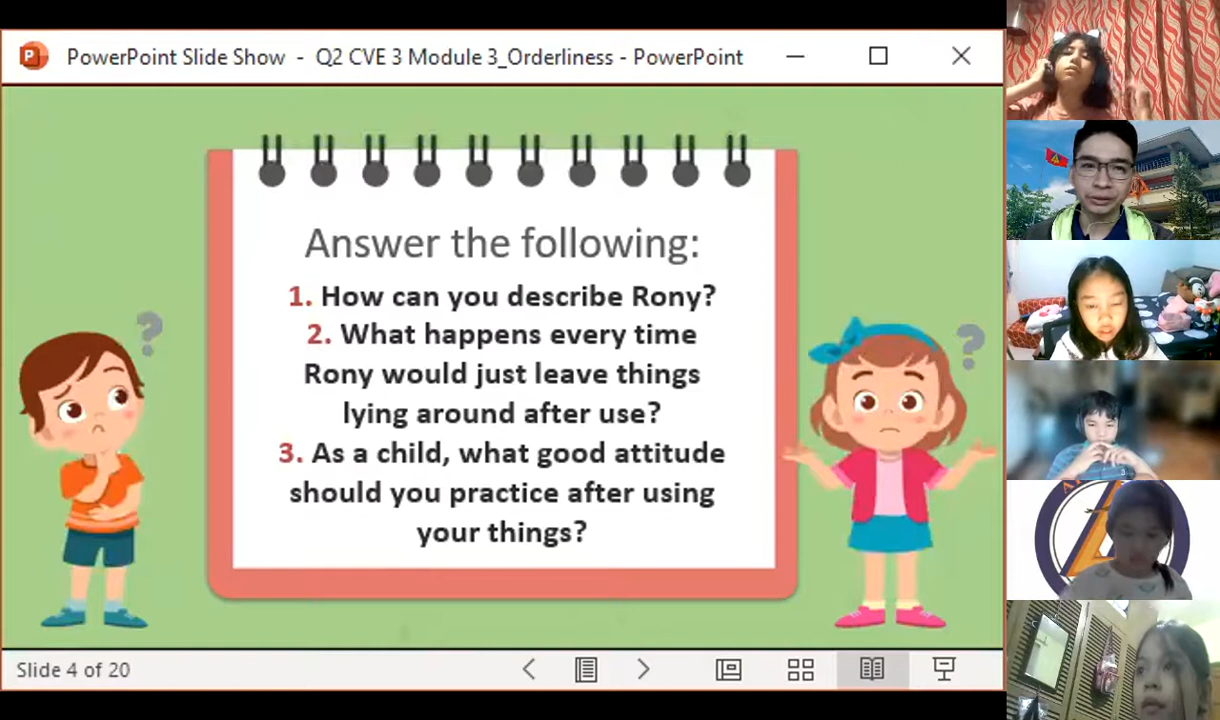 PowerPoint Slide Show - Q2 CVE 3 Module 3_Orderliness - PowerPoint
Answer the following:
1. How can you describe Rony?
2. What happens every time
Rony would just leave things
lying around after use?
3. As a child, what good attitude
should you practice after using
your things?
Slide 4 of 20